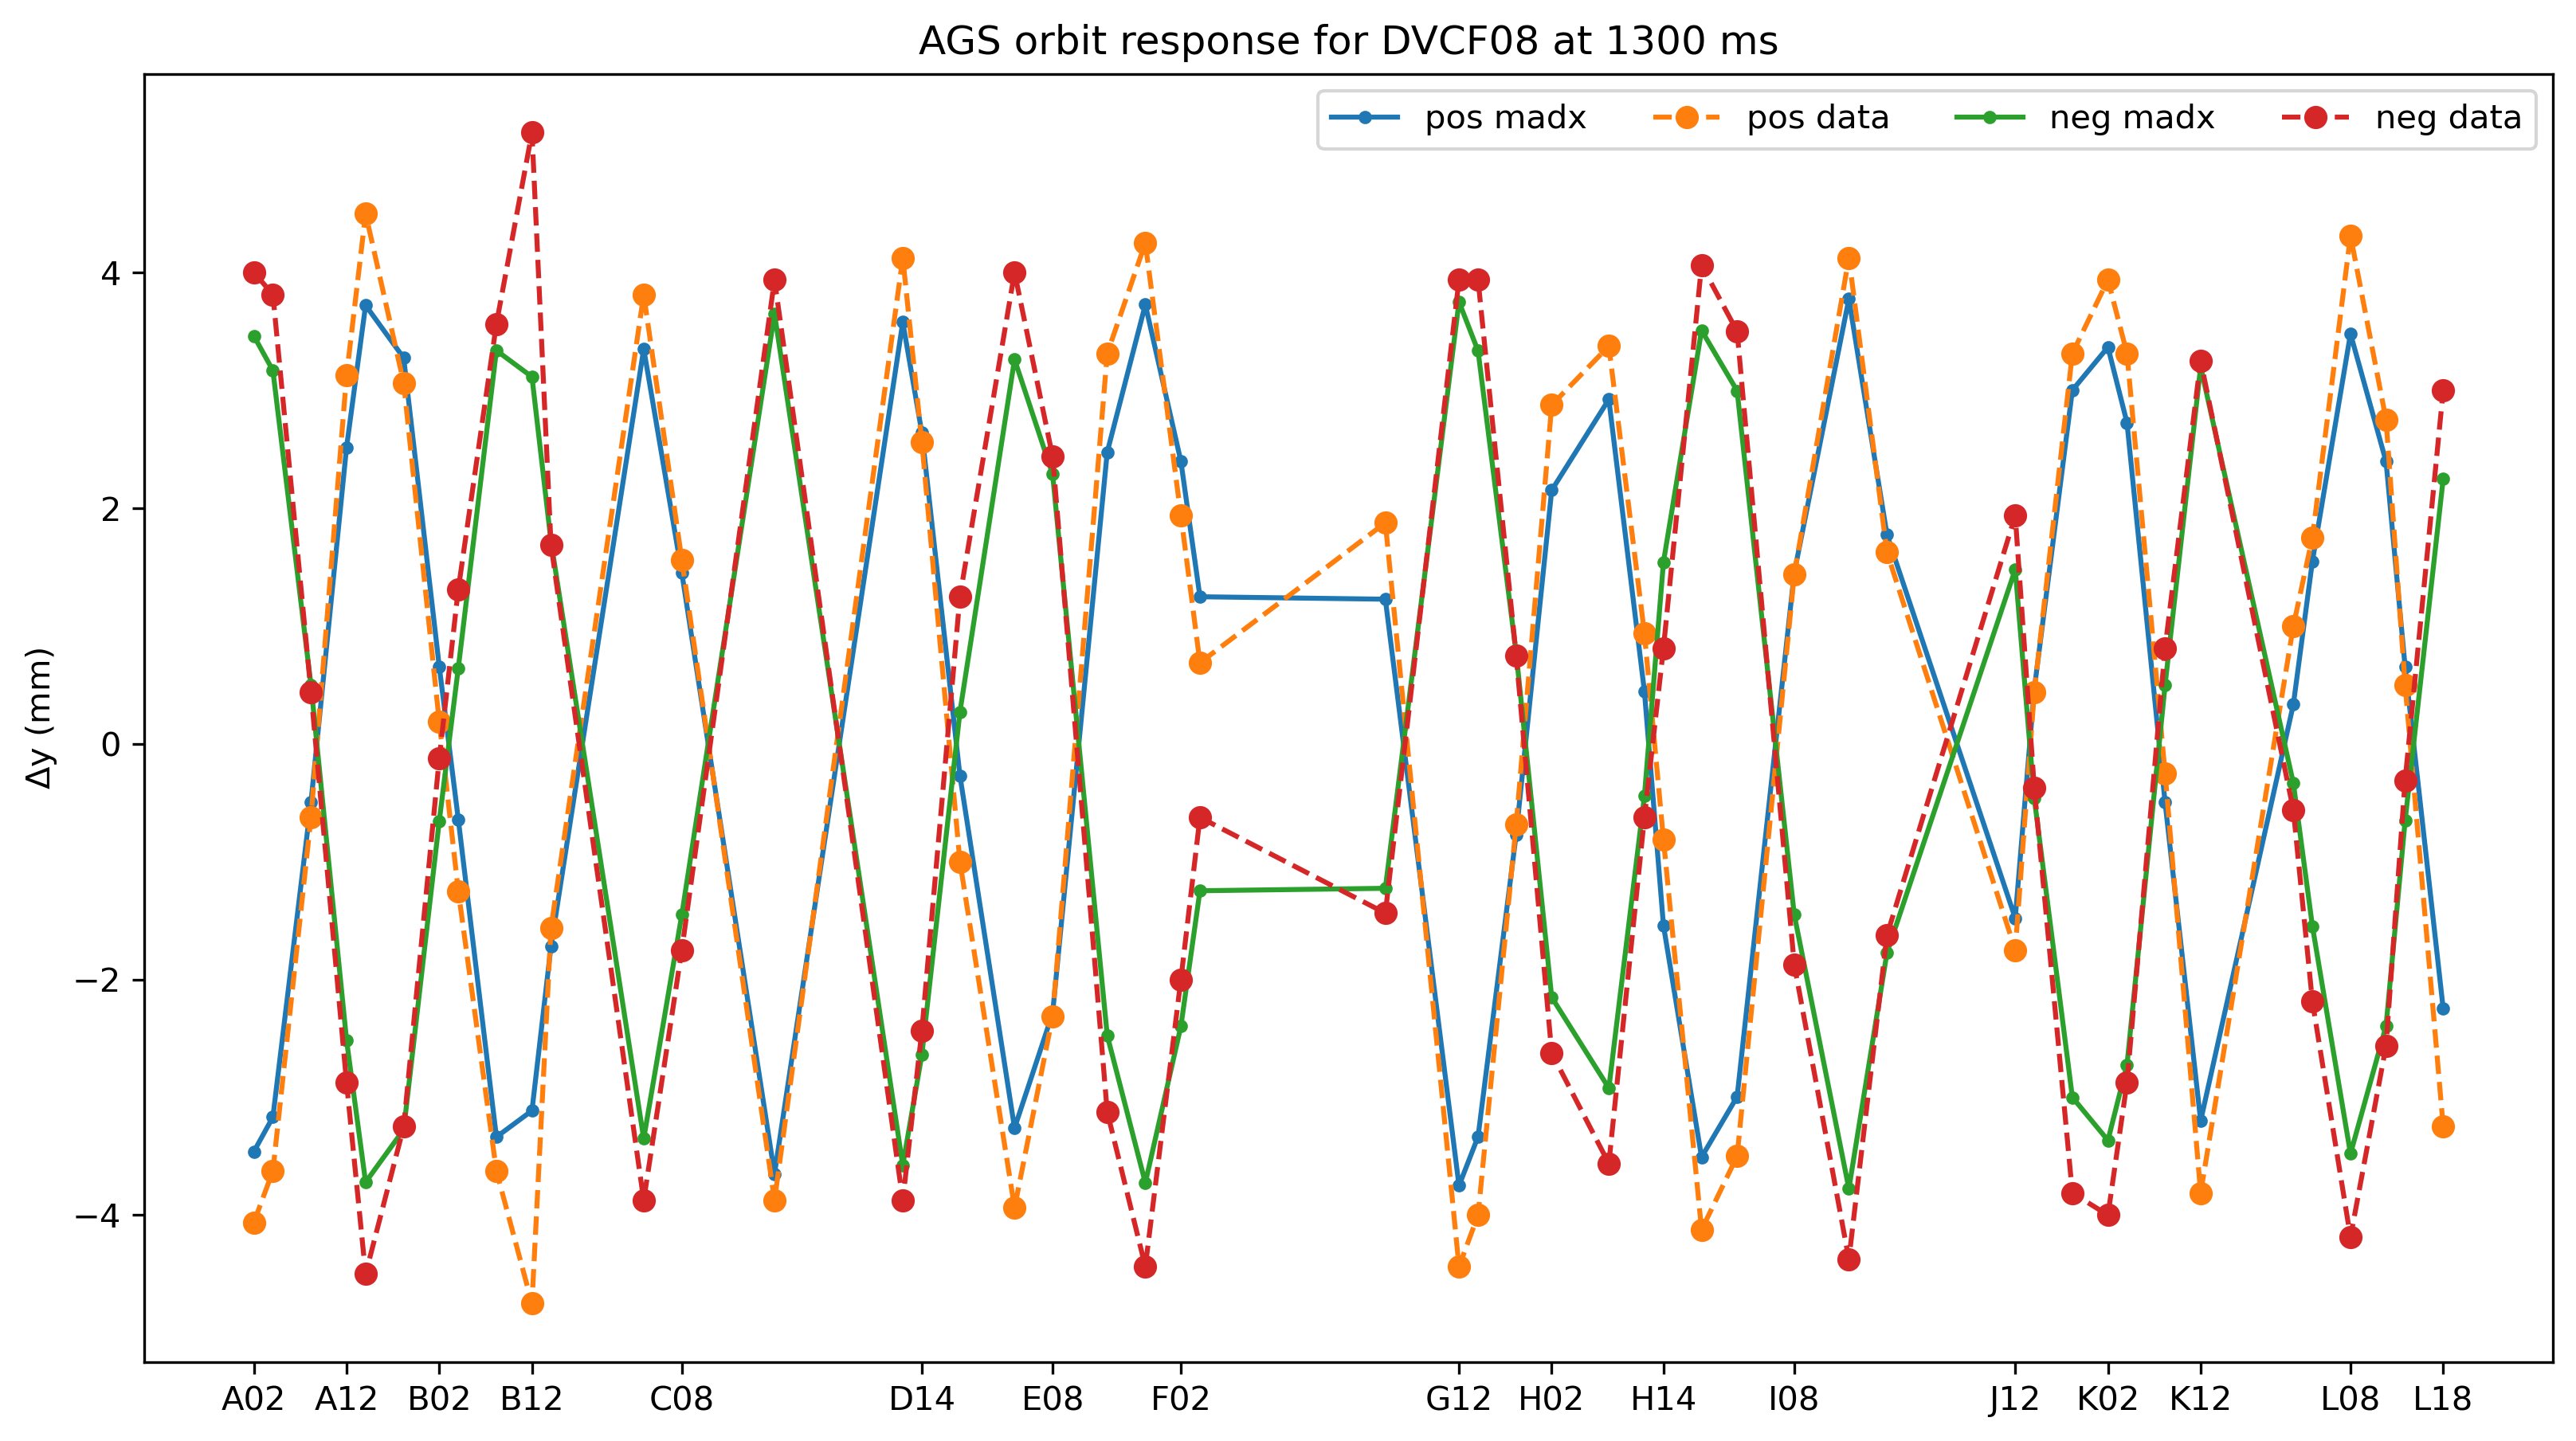 AGS orbit response for DVCF08 at 1300 ms
pos madx pos data neg madx neg data
Δy (mm)
4
2
0
−2
−4
A02 A12 B02 B12 C08 D14 E08 F02 G12 H02 H14 I08 J12 K02 K12 L08 L18